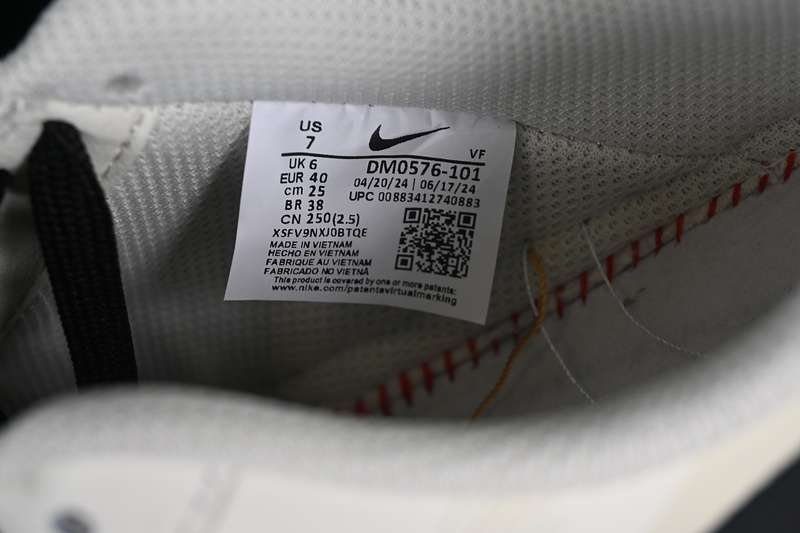 US
7
VF
UK 6
EUR 40
cm 25
BR 38
CN 250(2.5)
XSFV9NXJ0BTQE
DM0576-101
04/20/24 | 06/17/24
UPC 00883412740883
MADE IN VIETNAM
HECHO EN VIETNAM
FABRIQUE AU VIETNAM
FABRICADO NO VIETNÃ
This product is covered by one or more patents:
www.nike.com/patentsvirtualmarking